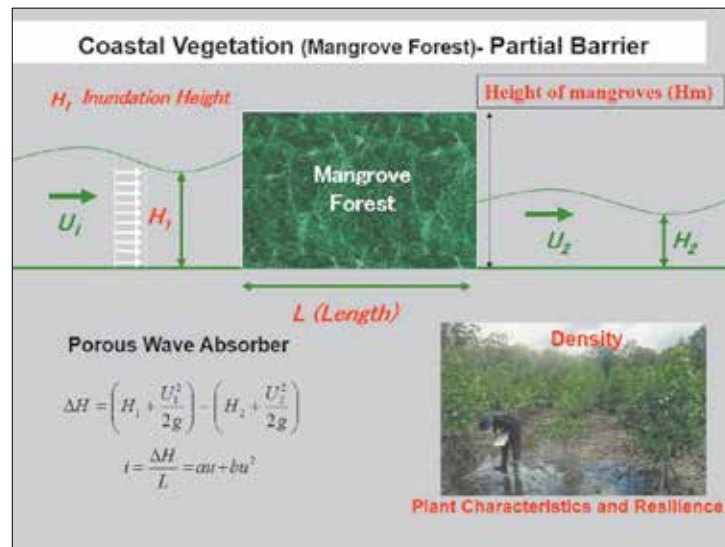 Coastal Vegetation (Mangrove Forest)- Partial Barrier
H₁ Inundation Height
Height of mangroves (Hm)
Mangrove
Forest
U₁
H₁
U₂
H₂
L (Length)
Porous Wave Absorber
ΔH = (H₁ + U₁²/2g) − (H₂ + U₂²/2g)
i = ΔH/L = au + bu²
Density
Plant Characteristics and Resilience